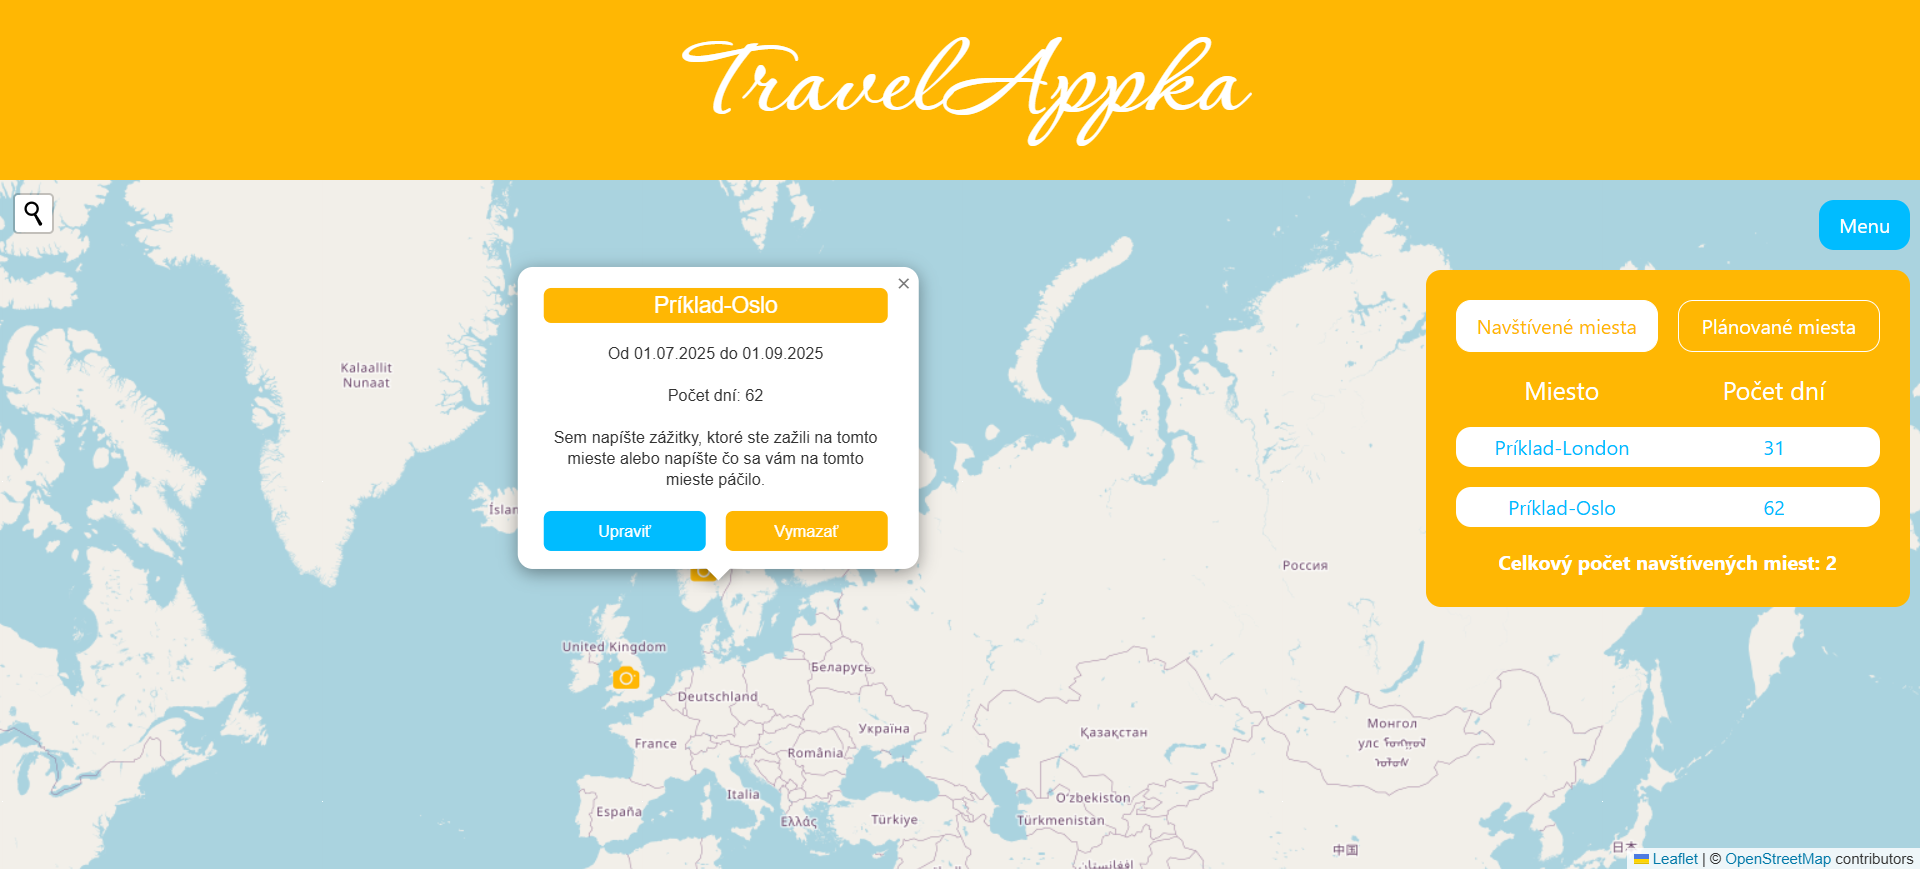 TravelAppka
Menu
Príklad-Oslo
Od 01.07.2025 do 01.09.2025
Počet dní: 62
Sem napíšte zážitky, ktoré ste zažili na tomto
mieste alebo napíšte čo sa vám na tomto
mieste páčilo.
Upraviť
Vymazať
Navštívené miesta
Plánované miesta
Miesto
Počet dní
Príklad-London
31
Príklad-Oslo
62
Celkový počet navštívených miest: 2
Kalaallit
Nunaat
Россия
United Kingdom
Беларусь
Deutschland
Україна
France
România
Қазақстан
Монгол
улс
Italia
España
Ελλάς
Türkiye
O‘zbekiston
Türkmenistan
中国
日本
Leaflet | © OpenStreetMap contributors